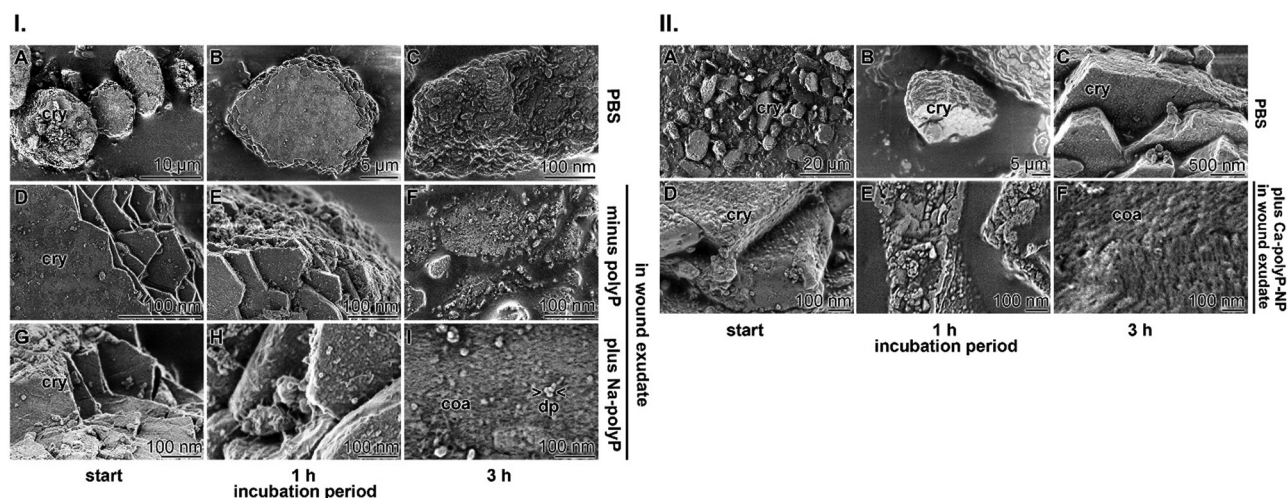 I.
A
cry
10 µm
B
5 µm
C
100 nm
PBS
D
cry
100 nm
E
100 nm
F
100 nm
minus polyP
G
cry
100 nm
H
100 nm
I
coa
> <
dp
100 nm
plus Na-polyP
in wound exudate
start
1 h
3 h
incubation period
II.
A
cry
20 µm
B
cry
5 µm
C
cry
500 nm
PBS
D
cry
100 nm
E
100 nm
F
coa
100 nm
plus Ca-polyP-NP
in wound exudate
start
1 h
3 h
incubation period